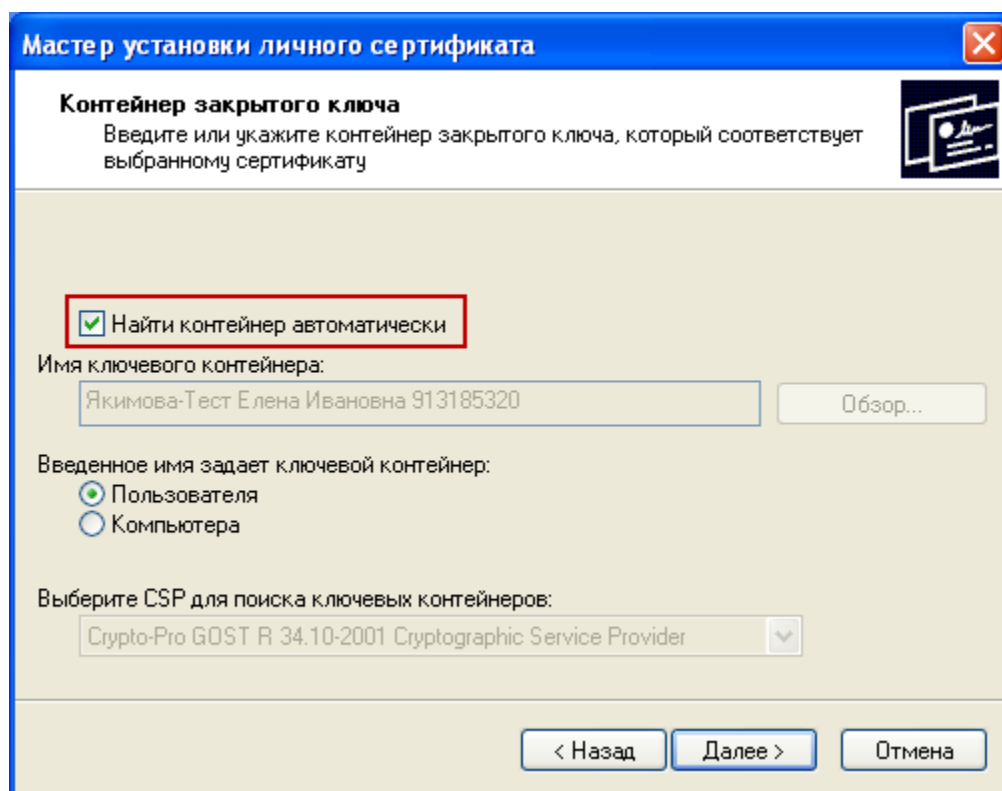 Мастер установки личного сертификата
Контейнер закрытого ключа
Введите или укажите контейнер закрытого ключа, который соответствует
выбранному сертификату
Найти контейнер автоматически
Имя ключевого контейнера:
Якимова-Тест Елена Ивановна 913185320
Обзор...
Введенное имя задает ключевой контейнер:
Пользователя
Компьютера
Выберите CSP для поиска ключевых контейнеров:
Crypto-Pro GOST R 34.10-2001 Cryptographic Service Provider
< Назад
Далее >
Отмена